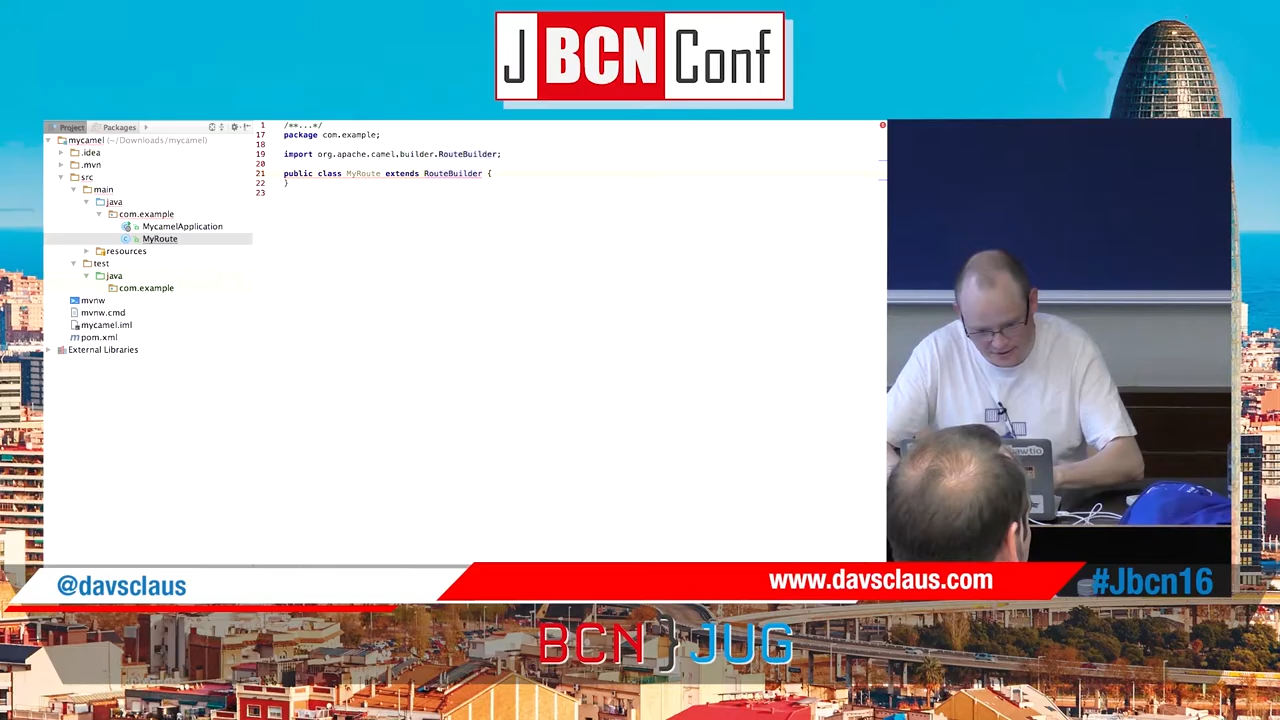 J BCN Conf
Project Packages
mycamel (~/Downloads/mycamel)
.idea
.mvn
src
main
java
com.example
MycamelApplication
MyRoute
resources
test
java
com.example
mvnw
mvnw.cmd
mycamel.iml
pom.xml
External Libraries
1 /**...*/
17 package com.example;
18
19 import org.apache.camel.builder.RouteBuilder;
20
21 public class MyRoute extends RouteBuilder {
22 }
23
@davsclaus
www.davsclaus.com
#Jbcn16
BCN JUG